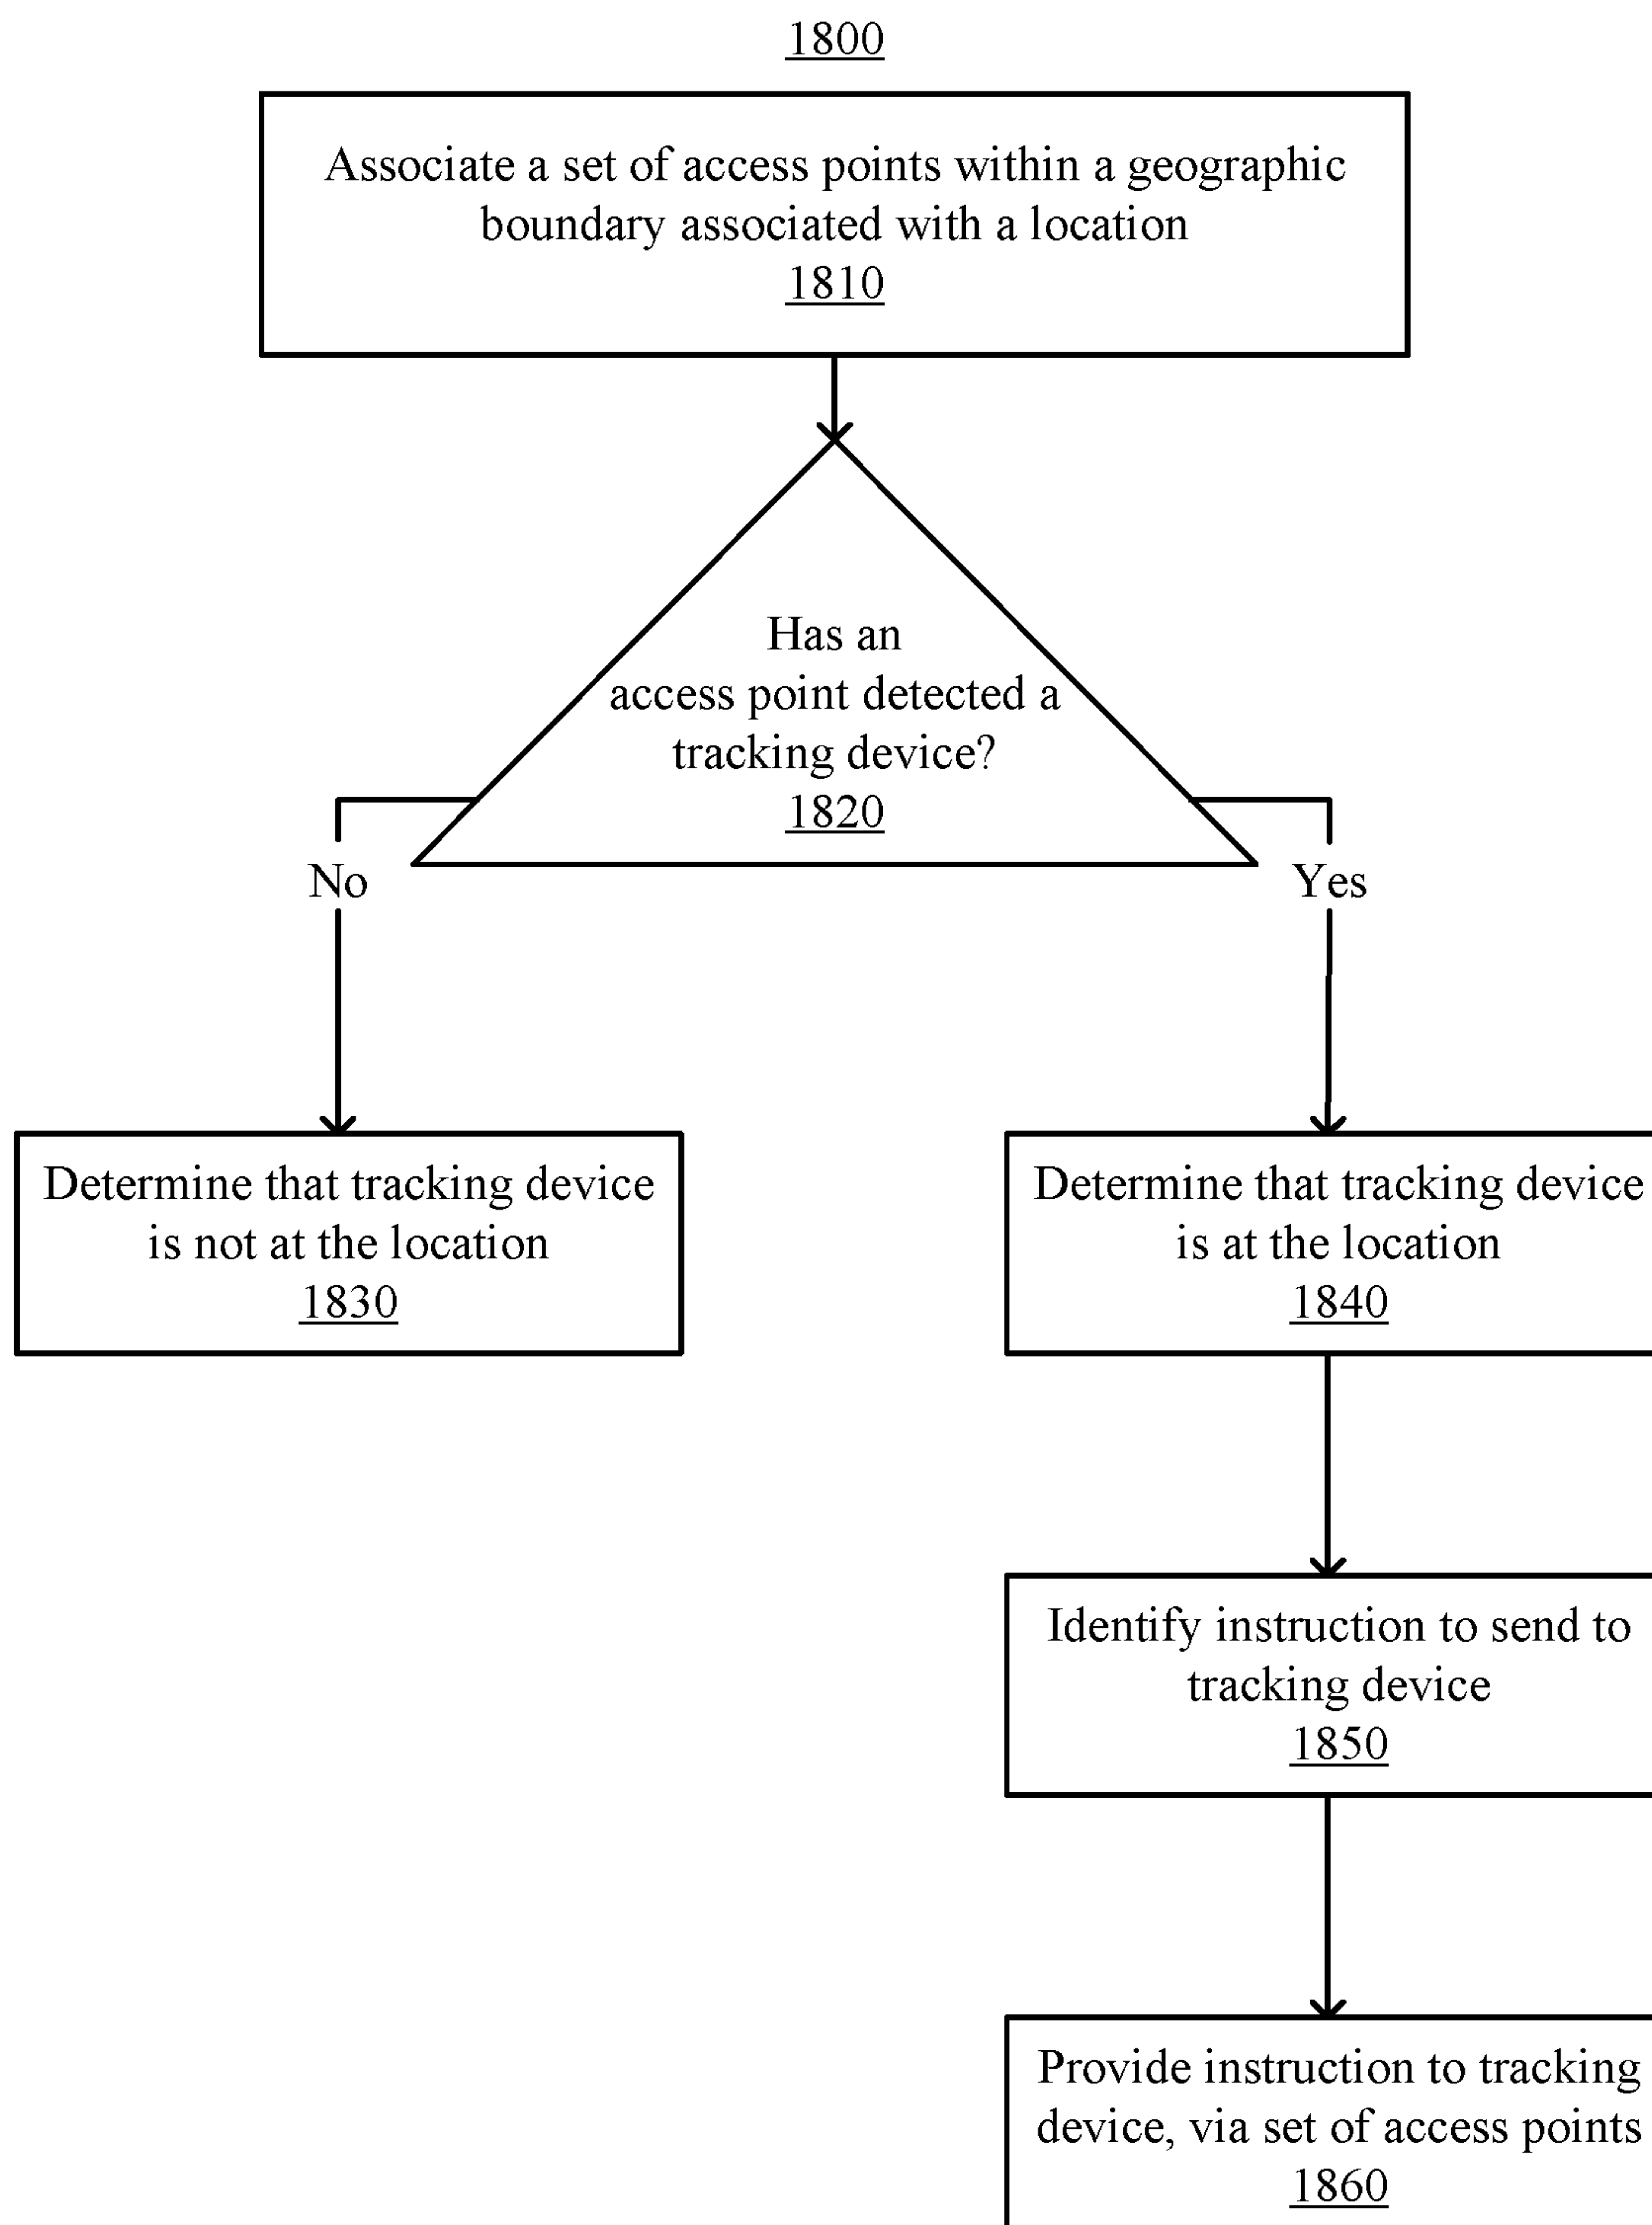 1800
Associate a set of access points within a geographic
boundary associated with a location
1810
Has an
access point detected a
tracking device?
1820
No
Yes
Determine that tracking device
is not at the location
1830
Determine that tracking device
is at the location
1840
Identify instruction to send to
tracking device
1850
Provide instruction to tracking
device, via set of access points
1860